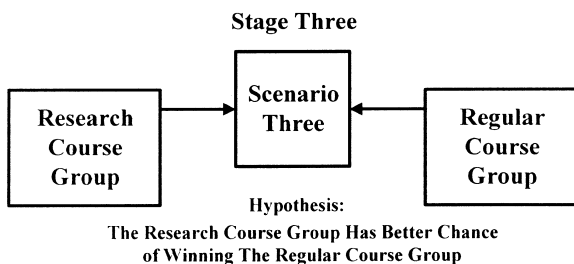 Stage Three
Research
Course
Group
Scenario
Three
Regular
Course
Group
Hypothesis:
The Research Course Group Has Better Chance
of Winning The Regular Course Group